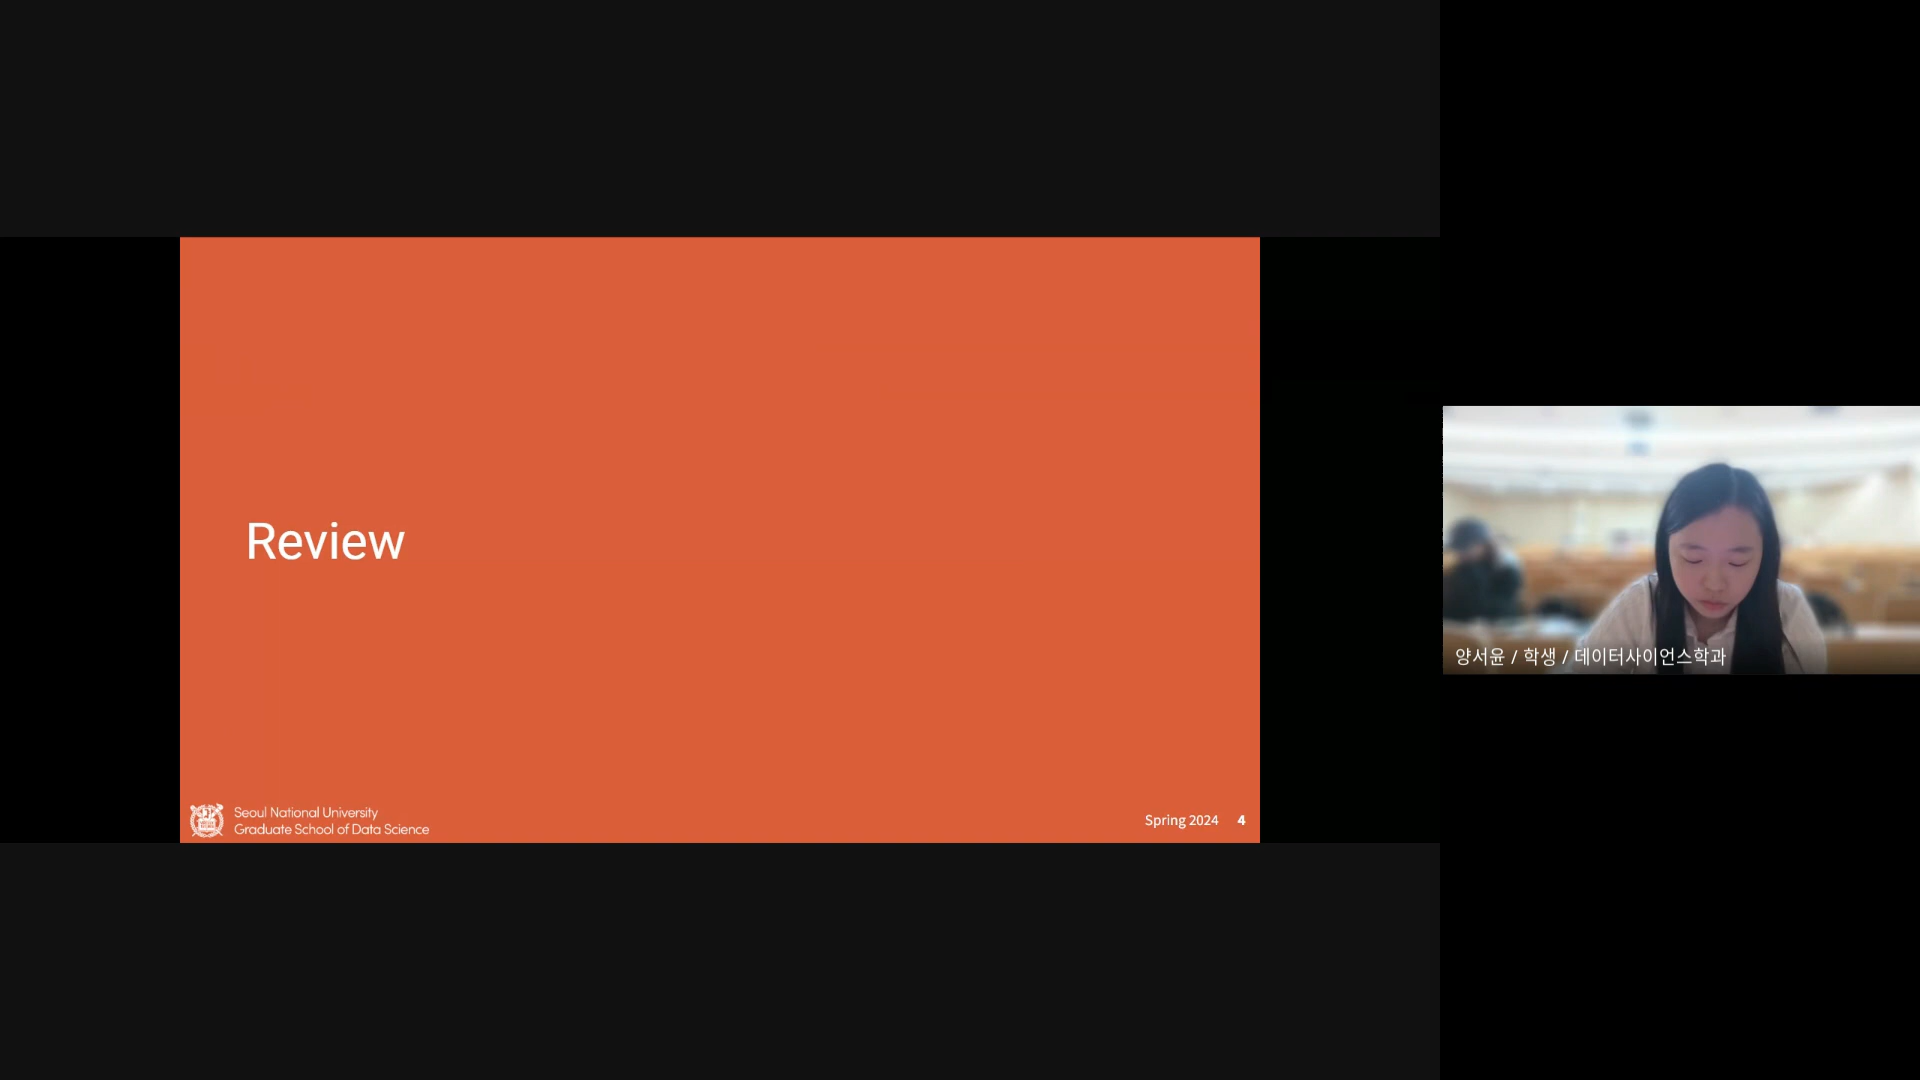 Review
Seoul National University
Graduate School of Data Science
Spring 2024 4
양서윤 / 학생 / 데이터사이언스학과